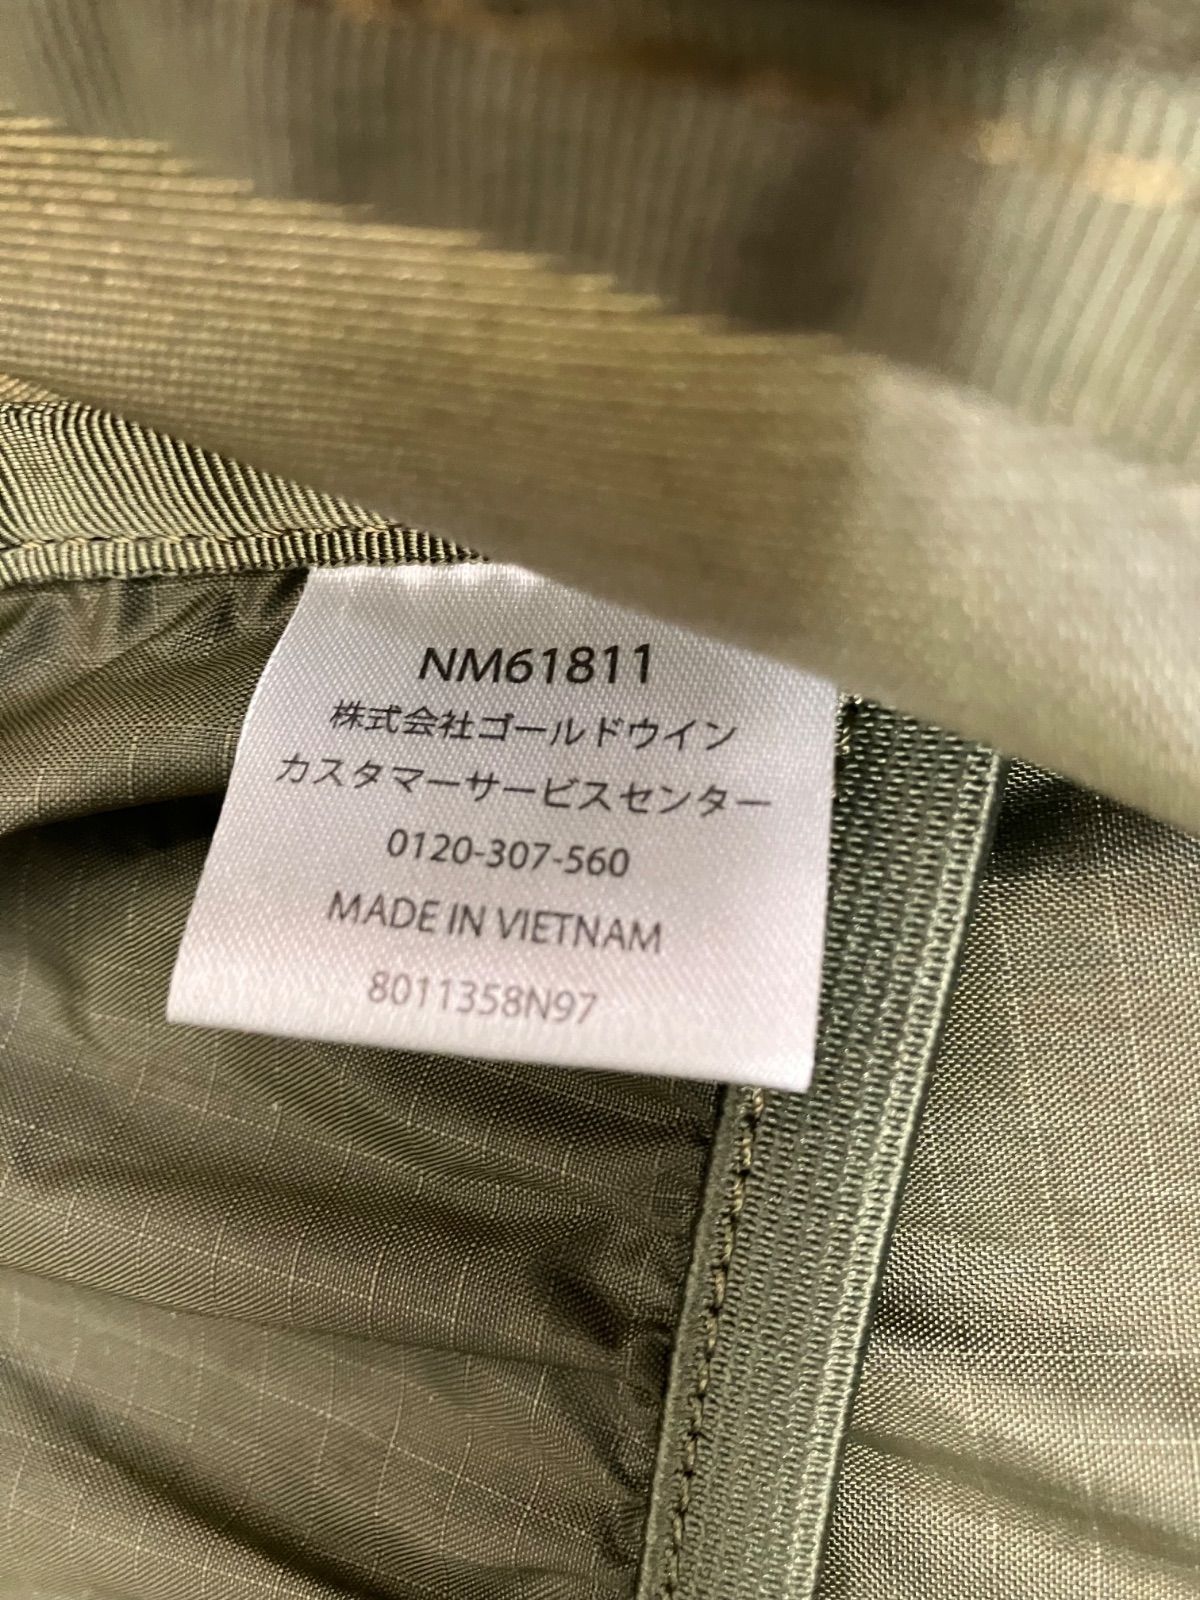 NM61811
株式会社ゴールドウイン
カスタマーサービスセンター
0120-307-560
MADE IN VIETNAM
8011358N97